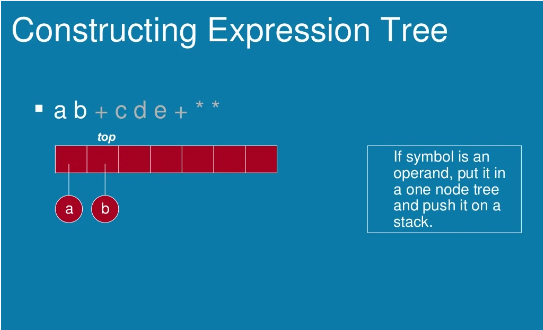 Constructing Expression Tree
▪ a b + c d e + * *
top
a b
If symbol is an
operand, put it in
a one node tree
and push it on a
stack.